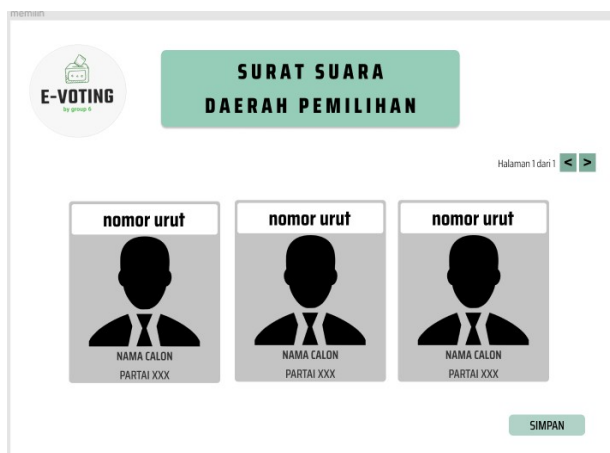 memilih
E-VOTING
by group 6
SURAT SUARA
DAERAH PEMILIHAN
Halaman 1 dari 1 < >
nomor urut
NAMA CALON
PARTAI XXX
nomor urut
NAMA CALON
PARTAI XXX
nomor urut
NAMA CALON
PARTAI XXX
SIMPAN